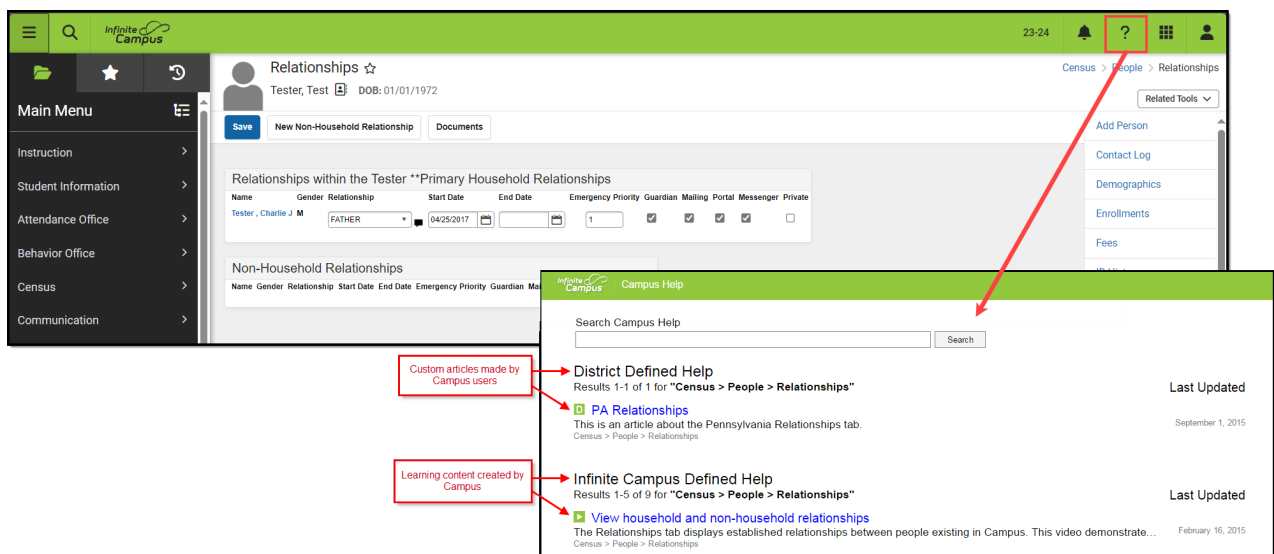 Infinite Campus
23-24
?
Relationships
Census > People > Relationships
Tester, Test DOB: 01/01/1972
Related Tools
Main Menu
Save New Non-Household Relationship Documents
Add Person
Contact Log
Demographics
Enrollments
Fees
Instruction
Student Information
Attendance Office
Behavior Office
Census
Communication
Relationships within the Tester **Primary Household Relationships
Name Gender Relationship Start Date End Date Emergency Priority Guardian Mailing Portal Messenger Private
Tester , Charlie J M FATHER 04/25/2017 1
Non-Household Relationships
Name Gender Relationship Start Date End Date Emergency Priority Guardian
Infinite Campus Campus Help
Search Campus Help
Search
Custom articles made by
Campus users
District Defined Help
Results 1-1 of 1 for "Census > People > Relationships"
Last Updated
D PA Relationships
This is an article about the Pennsylvania Relationships tab.
September 1, 2015
Census > People > Relationships
Learning content created by
Campus
Infinite Campus Defined Help
Results 1-5 of 9 for "Census > People > Relationships"
Last Updated
View household and non-household relationships
The Relationships tab displays established relationships between people existing in Campus. This video demonstrate...
February 16, 2015
Census > People > Relationships